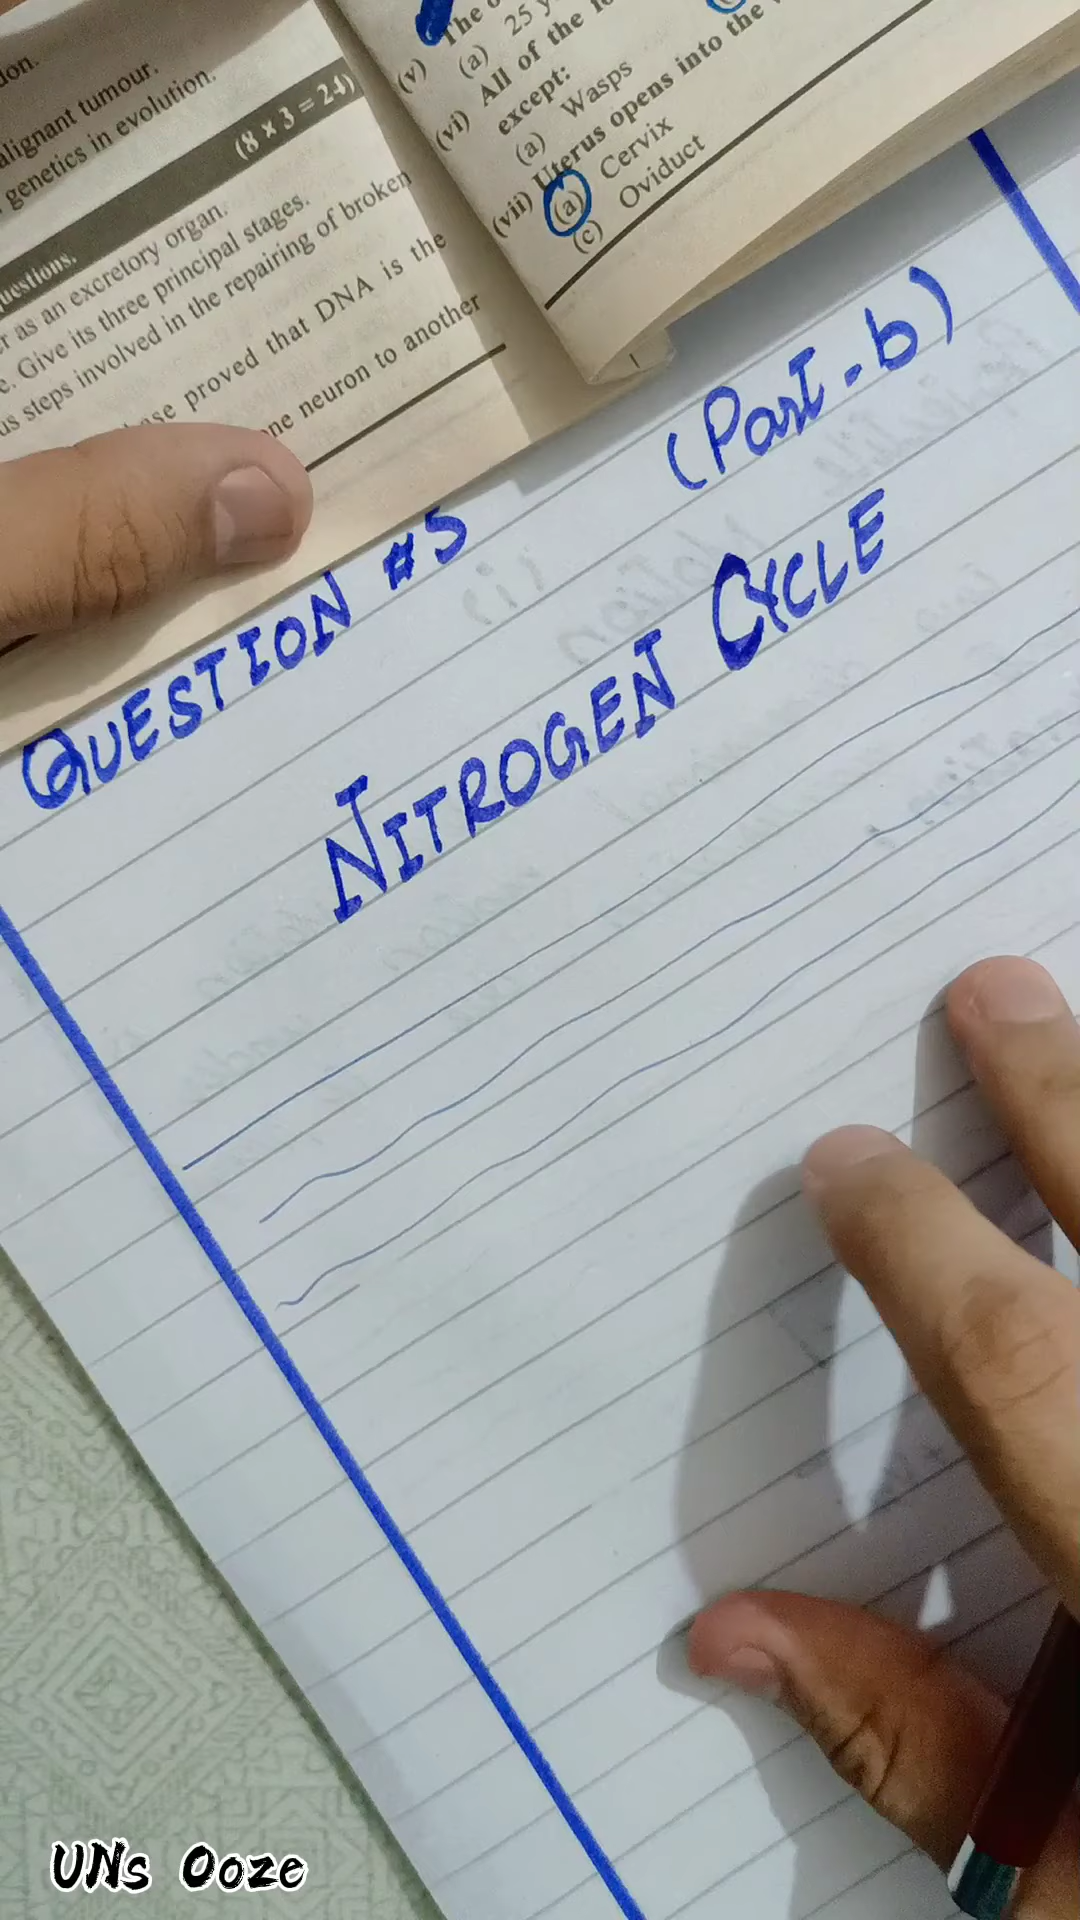 alignant tumour.
genetics in evolution.
(8 × 3 = 24)
uestions.
r as an excretory organ.
e. Give its three principal stages.
us steps involved in the repairing of broken
se proved that DNA is the
ne neuron to another
(v) The
(a) 25
(vi) All of the
except:
(a) Wasps
(vii) Uterus opens into the
(a) Cervix
(c) Oviduct
(Part-b)
QUESTION #5
NITROGEN CYCLE
UNs Ooze